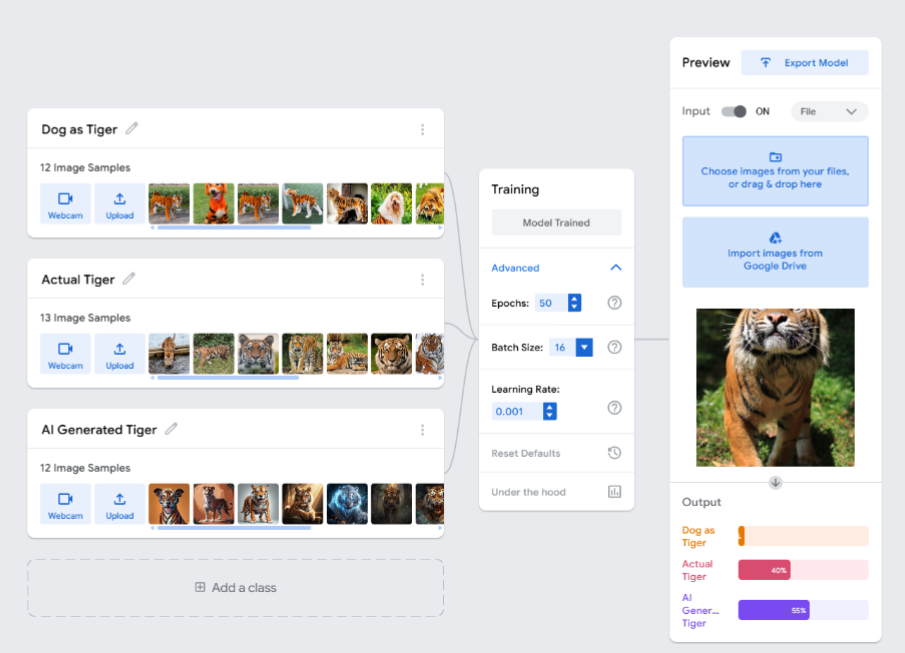 Dog as Tiger
12 Image Samples
Webcam
Upload
Actual Tiger
13 Image Samples
Webcam
Upload
AI Generated Tiger
12 Image Samples
Webcam
Upload
Add a class
Training
Model Trained
Advanced
Epochs: 50
Batch Size: 16
Learning Rate:
0.001
Reset Defaults
Under the hood
Preview
Export Model
Input ON File
Choose images from your files,
or drag & drop here
Import images from
Google Drive
Output
Dog as
Tiger
Actual
Tiger
40%
AI
Gener...
Tiger
55%